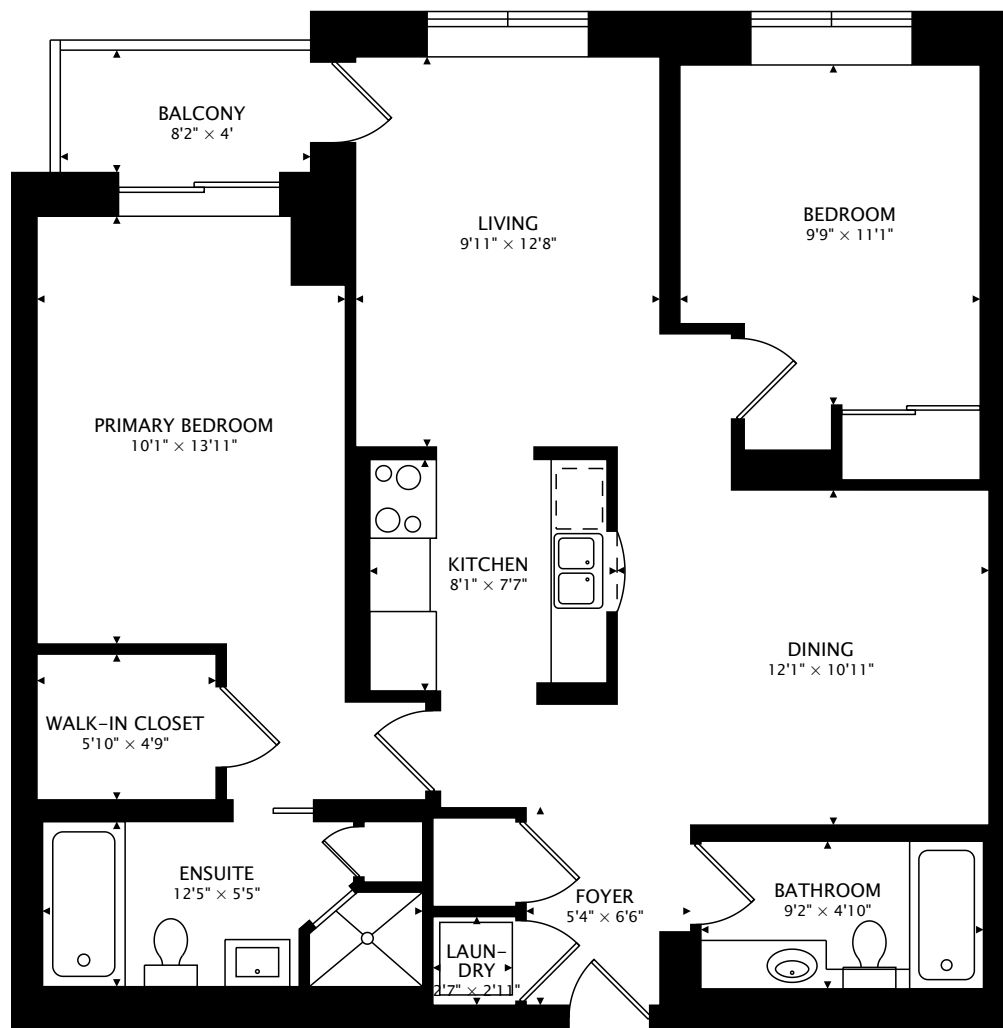 BALCONY
8'2" × 4'
LIVING
9'11" × 12'8"
BEDROOM
9'9" × 11'1"
PRIMARY BEDROOM
10'1" × 13'11"
KITCHEN
8'1" × 7'7"
DINING
12'1" × 10'11"
WALK-IN CLOSET
5'10" × 4'9"
ENSUITE
12'5" × 5'5"
FOYER
5'4" × 6'6"
BATHROOM
9'2" × 4'10"
LAUN-
DRY
2'7" × 2'11"